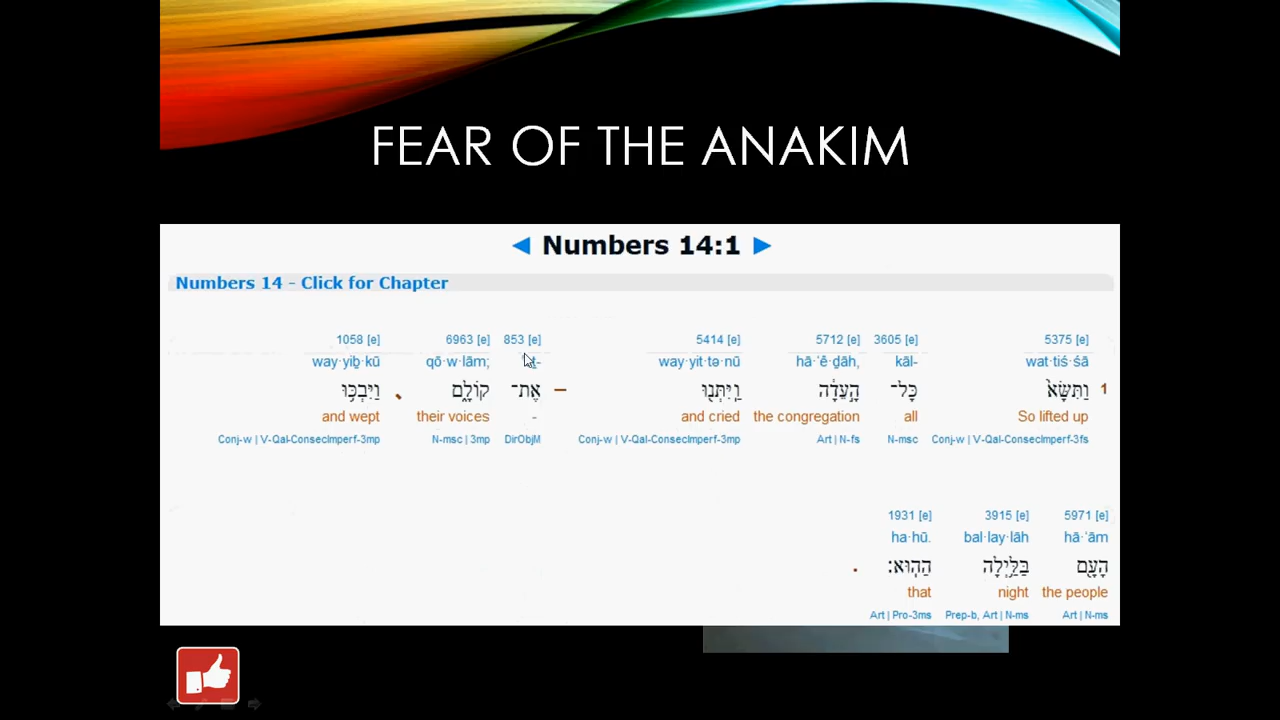 FEAR OF THE ANAKIM
◄ Numbers 14:1 ►
Numbers 14 - Click for Chapter
1058 [e] 6963 [e] 853 [e] 5414 [e] 5712 [e] 3605 [e] 5375 [e]
way·yiḇ·kū qō·w·lām; way·yit·tə·nū hā·‘ê·ḏāh, kāl- wat·tiś·śā
וַיִּבְכּ֥וּ ، קוֹלָ֑ם אֶת־ – וַֽיִּתְּנ֖וּ הָ֣עֵדָ֔ה כָּל־ וַתִּשָּׂא֙ 1
and wept their voices - and cried the congregation all So lifted up
Conj-w | V-Qal-ConsecImperf-3mp N-msc | 3mp DirObjM Conj-w | V-Qal-ConsecImperf-3mp Art | N-fs N-msc Conj-w | V-Qal-ConsecImperf-3fs
1931 [e] 3915 [e] 5971 [e]
ha·hū. bal·lay·lāh hā·‘ām
. הַהֽוּא׃ בַּלַּ֥יְלָה הָעָ֖ם
that night the people
Art | Pro-3ms Prep-b, Art | N-ms Art | N-ms